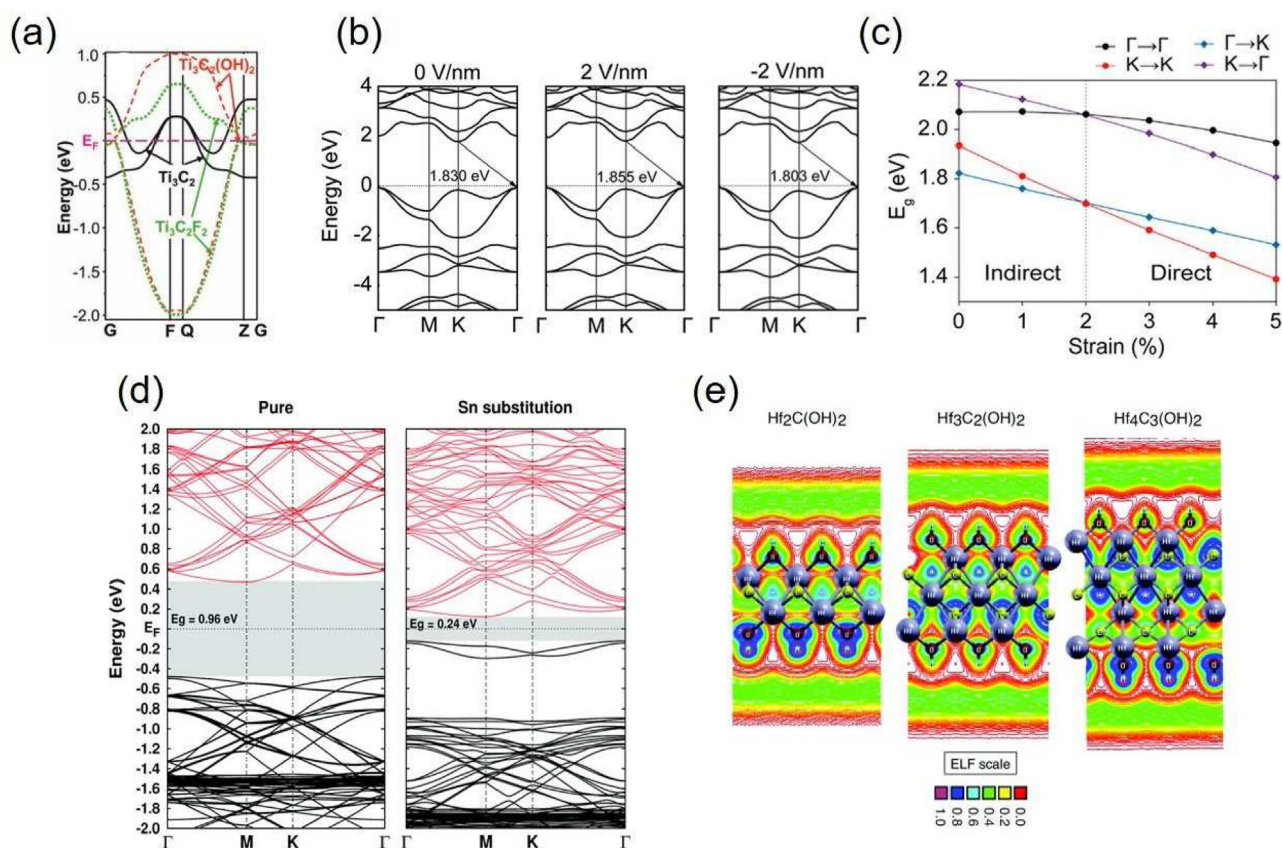 (a)
1.0
0.5
E_F
-0.5
-1.0
-1.5
-2.0
Energy (eV)
Ti₃C₂(OH)₂
Ti₃C₂
Ti₃C₂F₂
G F Q Z G
(b)
0 V/nm 2 V/nm -2 V/nm
Energy (eV)
4
2
0
-2
-4
1.830 eV 1.855 eV 1.803 eV
Γ M K Γ Γ M K Γ Γ M K Γ
(c)
Γ→Γ Γ→K
K→K K→Γ
2.2
2.0
1.8
1.6
1.4
E_g (eV)
Indirect Direct
0 1 2 3 4 5
Strain (%)
(d)
Pure Sn substitution
Energy (eV)
2.0
1.8
1.6
1.4
1.2
1.0
0.8
0.6
0.4
0.2
E_F
-0.2
-0.4
-0.6
-0.8
-1.0
-1.2
-1.4
-1.6
-1.8
-2.0
Eg = 0.96 eV Eg = 0.24 eV
Γ M K Γ Γ M K Γ
(e)
Hf2C(OH)2 Hf3C2(OH)2 Hf4C3(OH)2
ELF scale
1.0 0.8 0.6 0.4 0.2 0.0